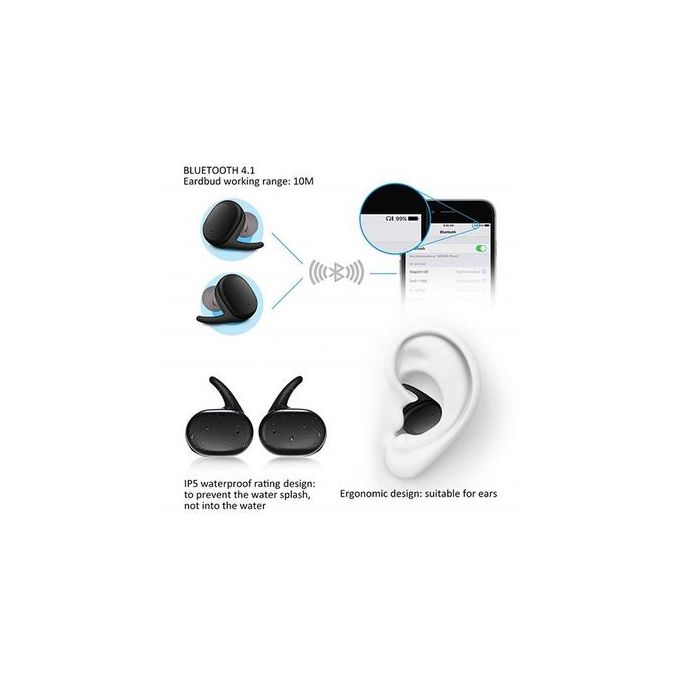 BLUETOOTH 4.1
Eardbud working range: 10M
99%
Bluetooth
IP5 waterproof rating design:
to prevent the water splash,
not into the water
Ergonomic design: suitable for ears